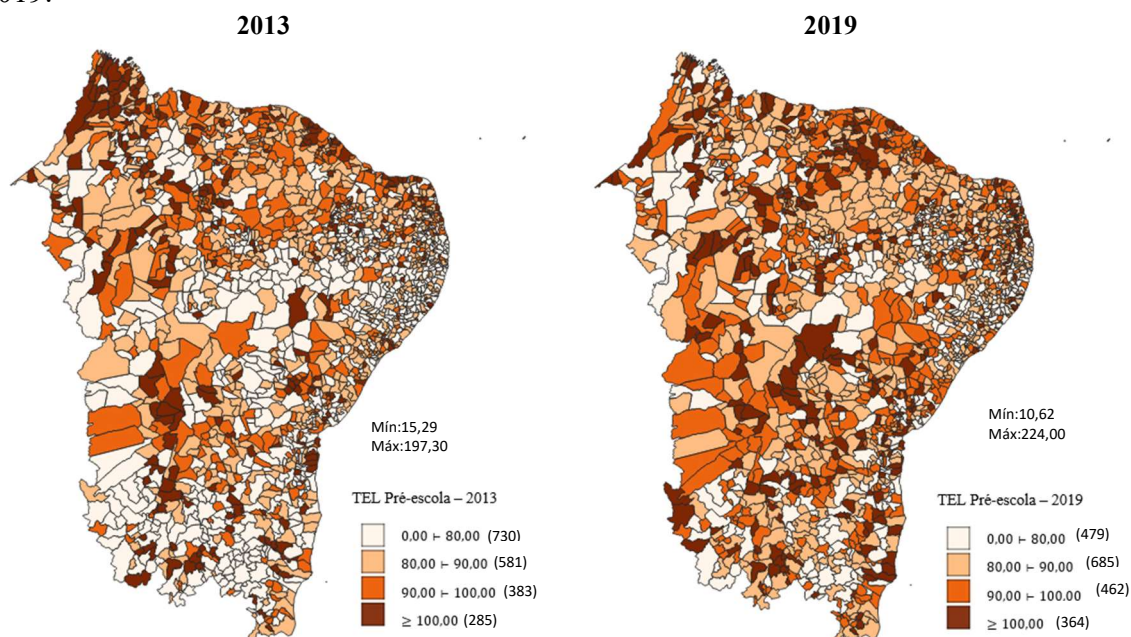 019.
2013
2019
Mín:15,29
Máx:197,30
Mín:10,62
Máx:224,00
TEL Pré-escola – 2013
0,00 ⊢ 80,00 (730)
80,00 ⊢ 90,00 (581)
90,00 ⊢ 100,00 (383)
≥ 100,00 (285)
TEL Pré-escola – 2019
0,00 ⊢ 80,00 (479)
80,00 ⊢ 90,00 (685)
90,00 ⊢ 100,00 (462)
≥ 100,00 (364)